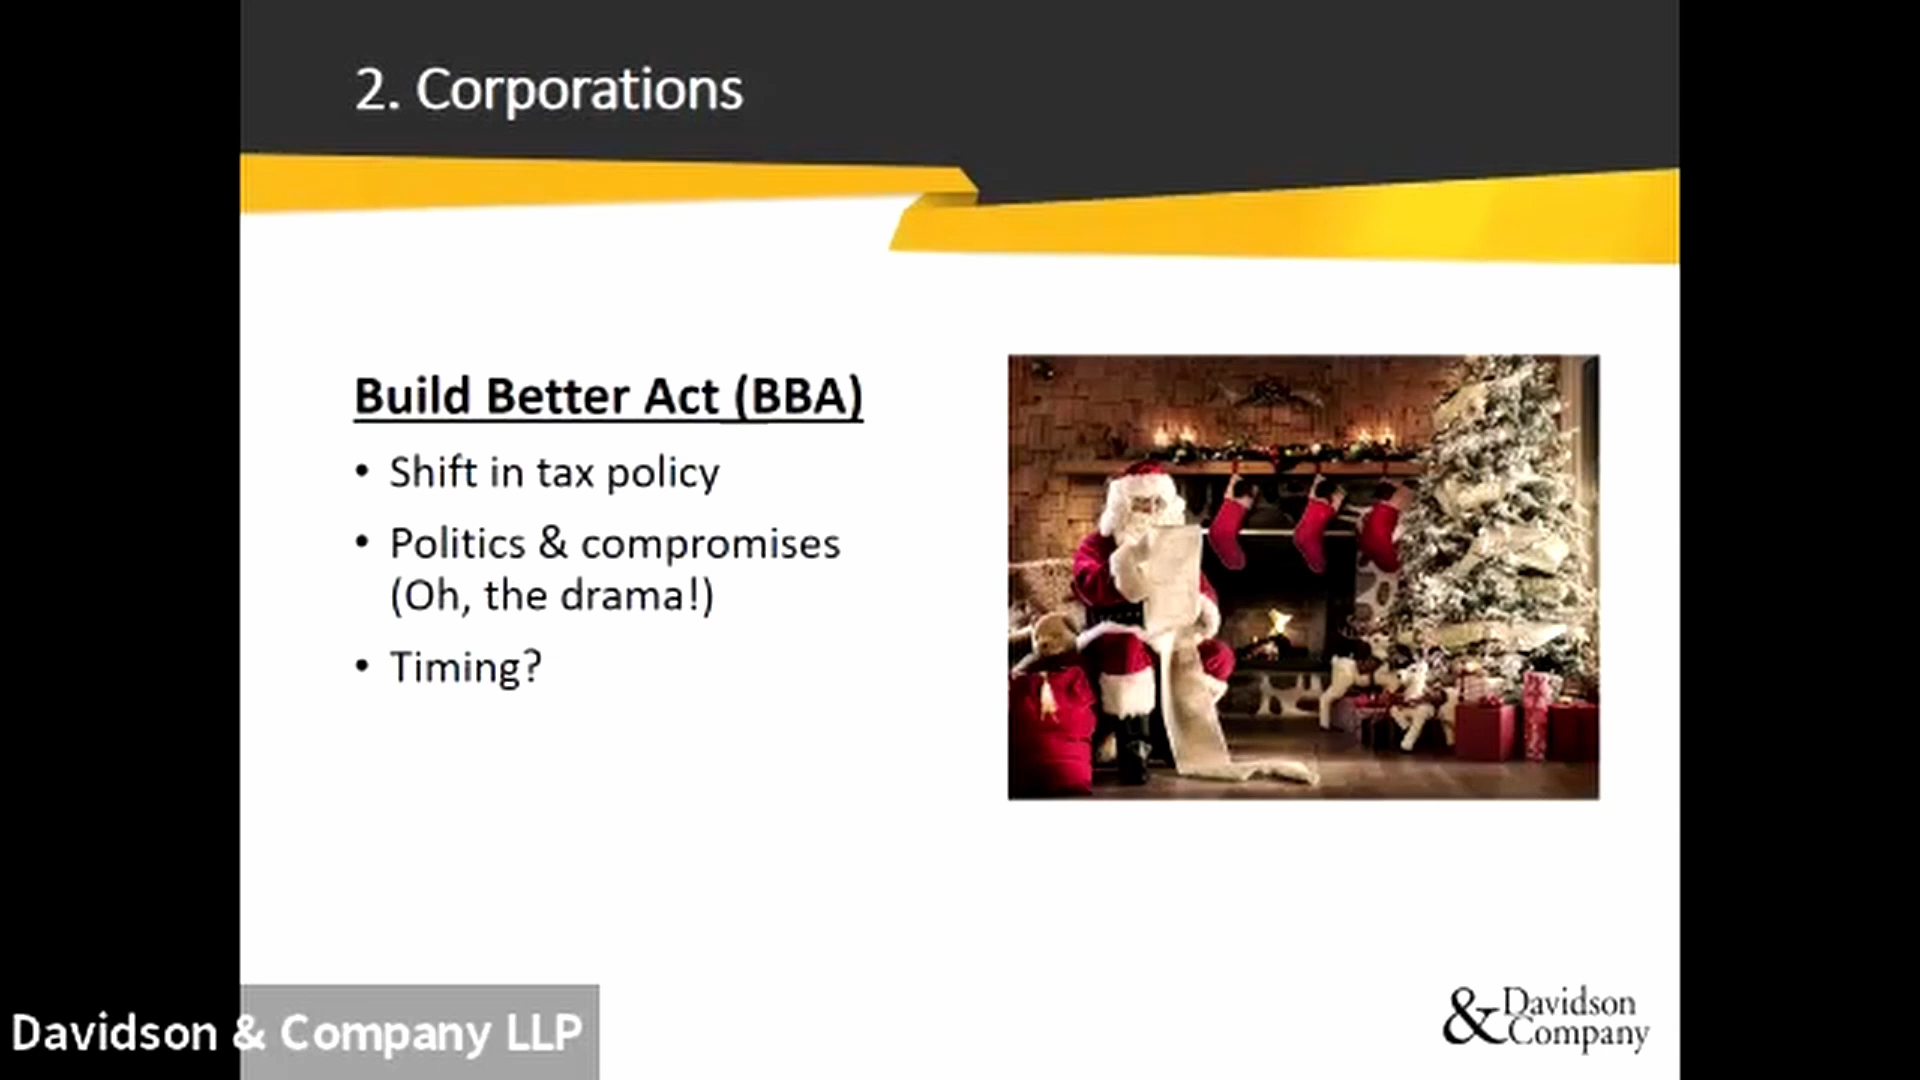 2. Corporations
Build Better Act (BBA)
• Shift in tax policy
• Politics & compromises
(Oh, the drama!)
• Timing?
Davidson & Company LLP
& Davidson
Company